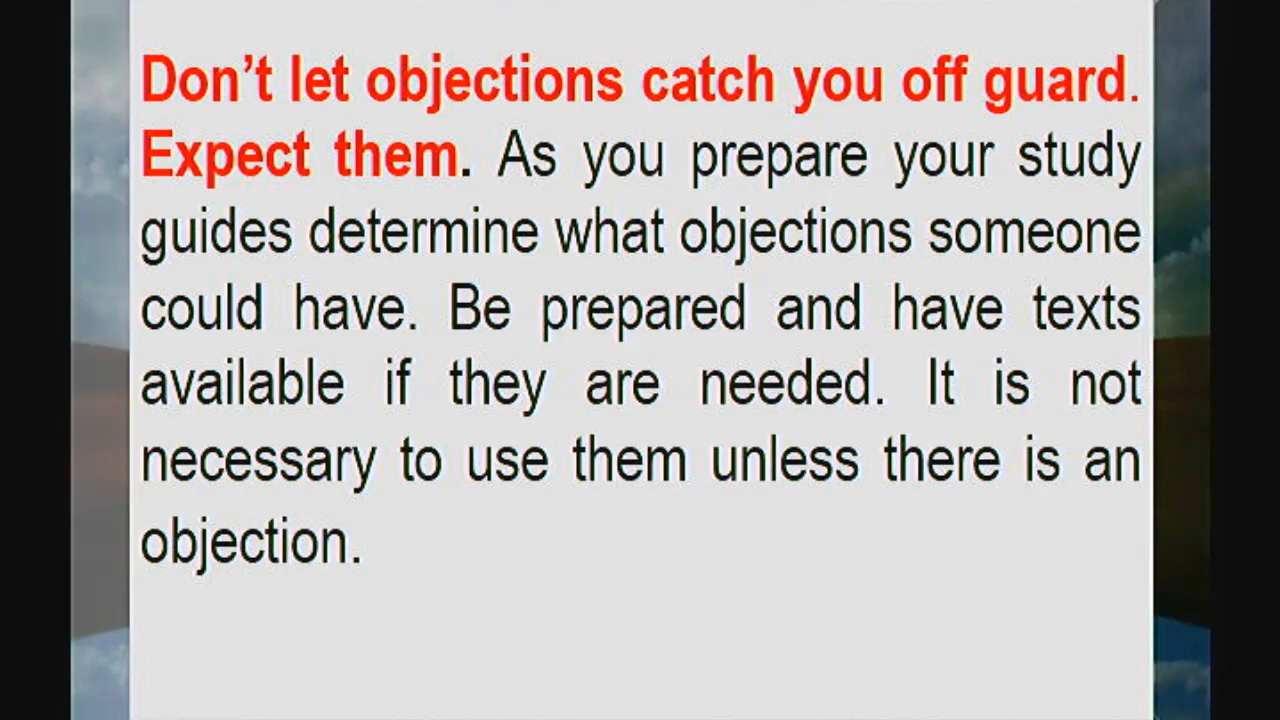 Don’t let objections catch you off guard.
Expect them. As you prepare your study
guides determine what objections someone
could have. Be prepared and have texts
available if they are needed. It is not
necessary to use them unless there is an
objection.